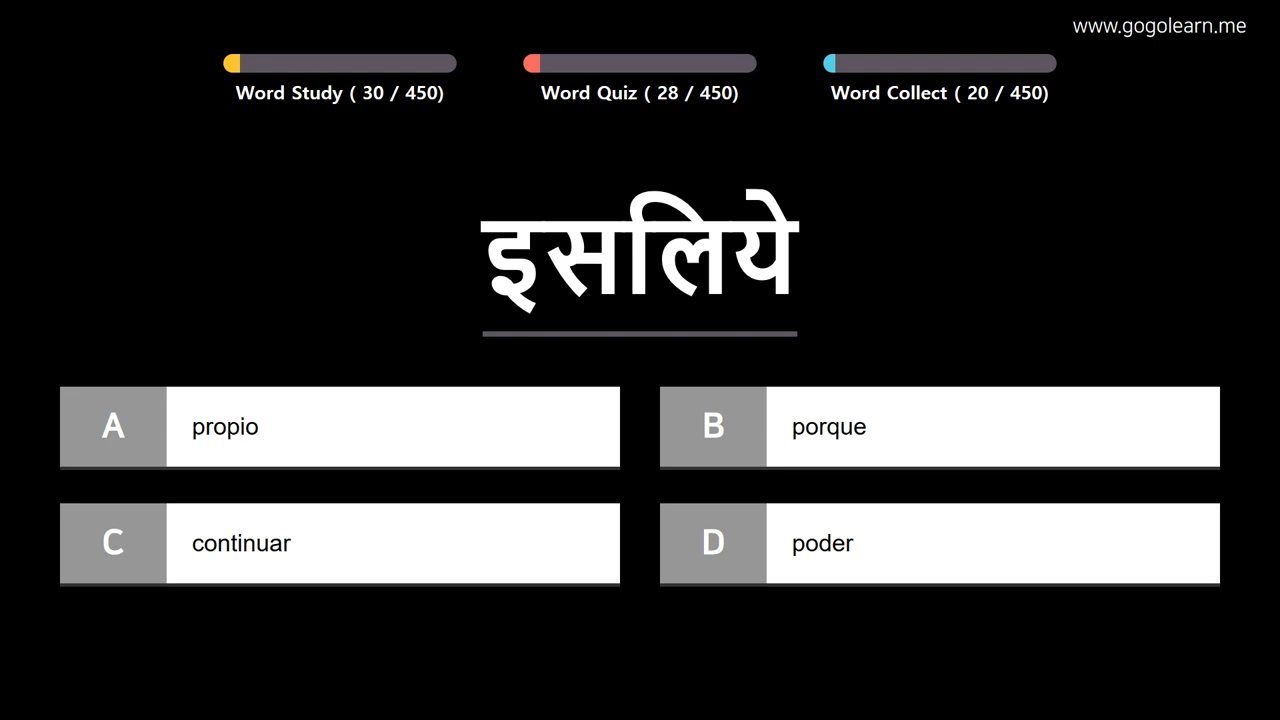 www.gogolearn.me
Word Study ( 30 / 450)
Word Quiz ( 28 / 450)
Word Collect ( 20 / 450)
इसलिये
A propio
B porque
C continuar
D poder